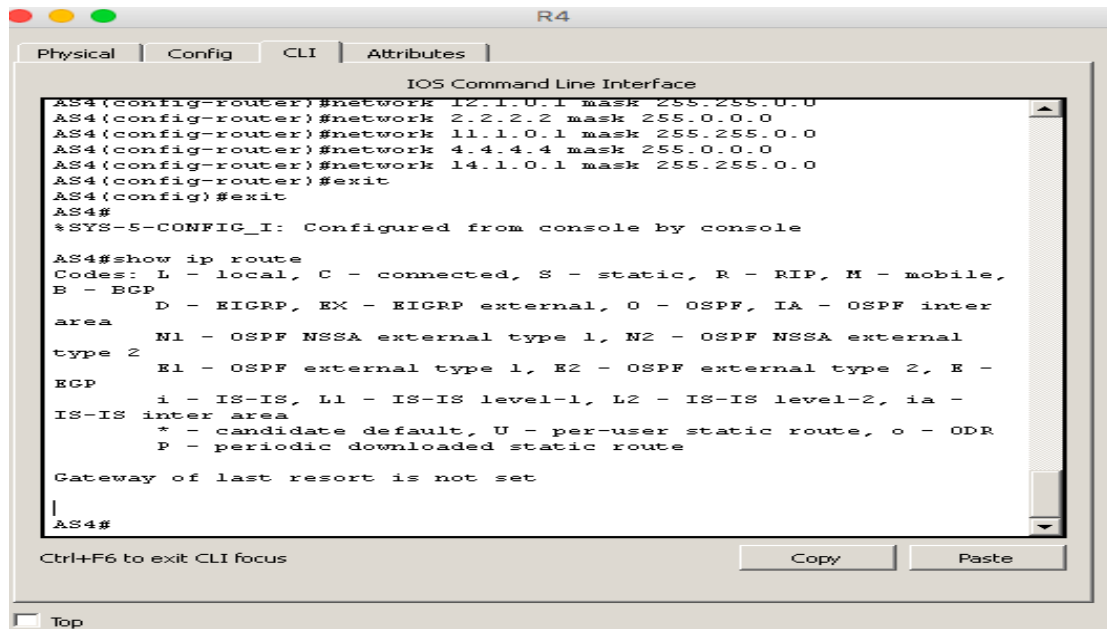 R4
Physical Config CLI Attributes
IOS Command Line Interface
AS4(config-router)#network 12.1.0.1 mask 255.255.0.0
AS4(config-router)#network 2.2.2.2 mask 255.0.0.0
AS4(config-router)#network 11.1.0.1 mask 255.255.0.0
AS4(config-router)#network 4.4.4.4 mask 255.0.0.0
AS4(config-router)#network 14.1.0.1 mask 255.255.0.0
AS4(config-router)#exit
AS4(config)#exit
AS4#
%SYS-5-CONFIG_I: Configured from console by console
AS4#show ip route
Codes: L - local, C - connected, S - static, R - RIP, M - mobile,
B - BGP
D - EIGRP, EX - EIGRP external, O - OSPF, IA - OSPF inter
area
N1 - OSPF NSSA external type 1, N2 - OSPF NSSA external
type 2
E1 - OSPF external type 1, E2 - OSPF external type 2, E -
EGP
i - IS-IS, L1 - IS-IS level-1, L2 - IS-IS level-2, ia -
IS-IS inter area
* - candidate default, U - per-user static route, o - ODR
P - periodic downloaded static route
Gateway of last resort is not set
AS4#
Ctrl+F6 to exit CLI focus
Copy
Paste
Top